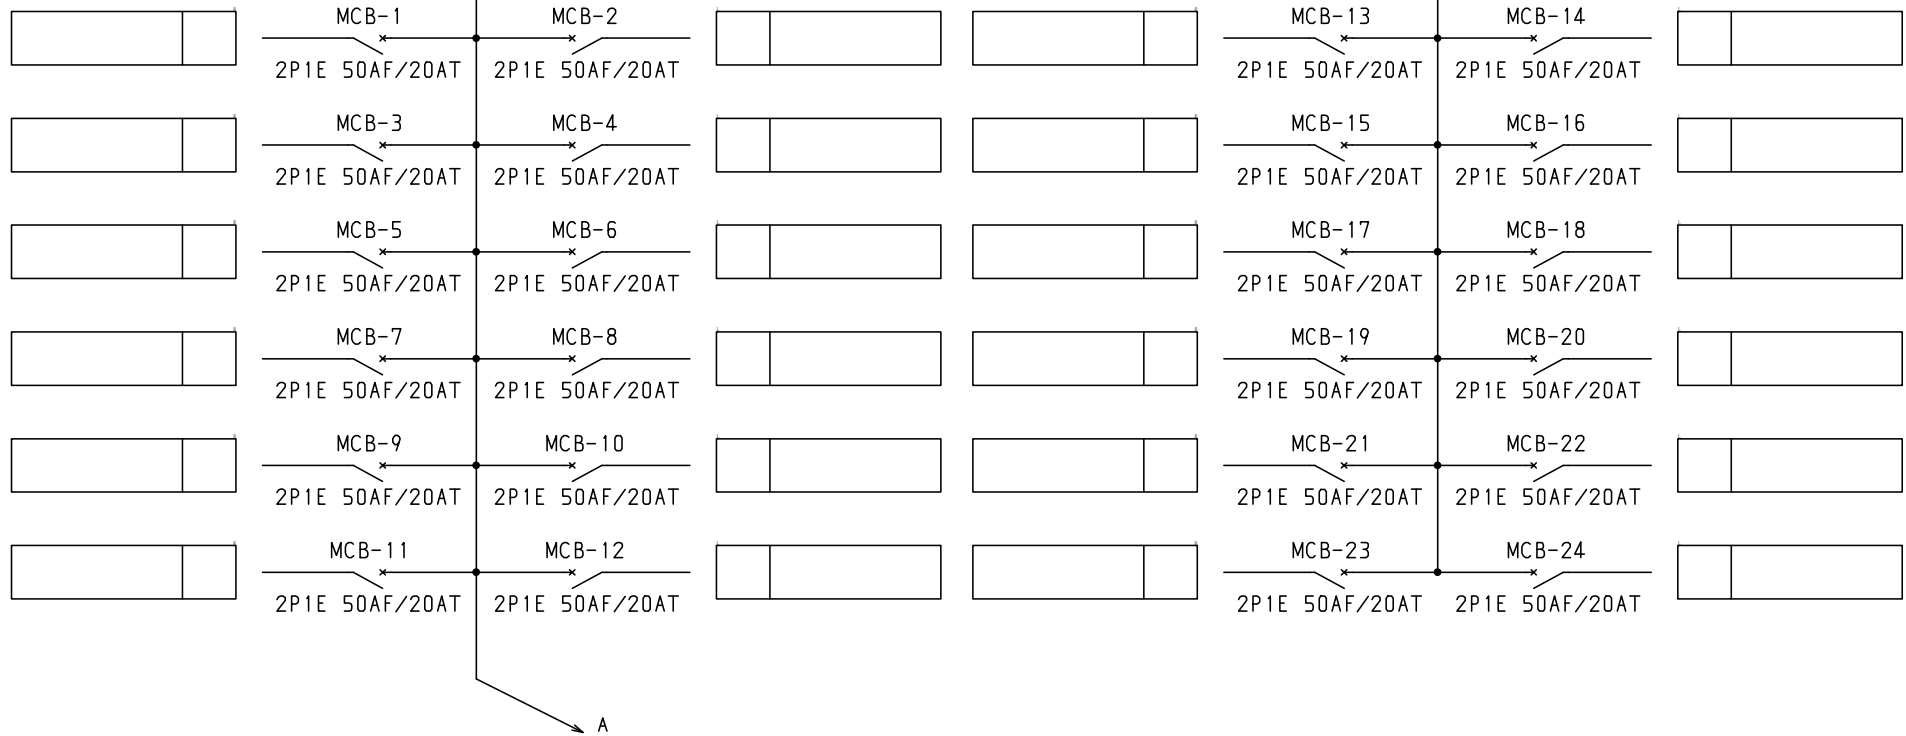 MCB-1 MCB-2 MCB-13 MCB-14
2P1E 50AF/20AT 2P1E 50AF/20AT 2P1E 50AF/20AT 2P1E 50AF/20AT
MCB-3 MCB-4 MCB-15 MCB-16
2P1E 50AF/20AT 2P1E 50AF/20AT 2P1E 50AF/20AT 2P1E 50AF/20AT
MCB-5 MCB-6 MCB-17 MCB-18
2P1E 50AF/20AT 2P1E 50AF/20AT 2P1E 50AF/20AT 2P1E 50AF/20AT
MCB-7 MCB-8 MCB-19 MCB-20
2P1E 50AF/20AT 2P1E 50AF/20AT 2P1E 50AF/20AT 2P1E 50AF/20AT
MCB-9 MCB-10 MCB-21 MCB-22
2P1E 50AF/20AT 2P1E 50AF/20AT 2P1E 50AF/20AT 2P1E 50AF/20AT
MCB-11 MCB-12 MCB-23 MCB-24
2P1E 50AF/20AT 2P1E 50AF/20AT 2P1E 50AF/20AT 2P1E 50AF/20AT
A